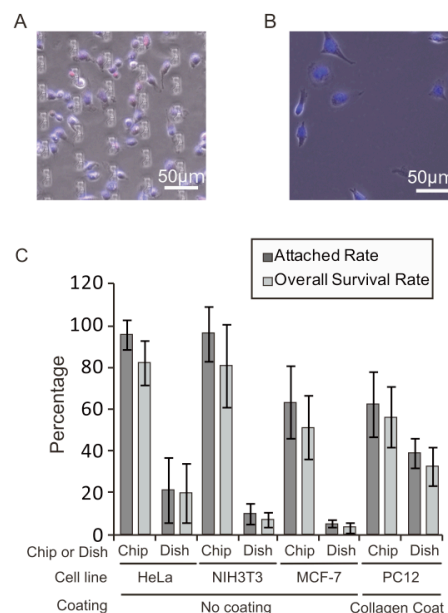 A
B
50μm
50μm
C
Attached Rate
Overall Survival Rate
120
100
80
60
40
20
0
Percentage
Chip or Dish Chip Dish Chip Dish Chip Dish Chip Dish
Cell line HeLa NIH3T3 MCF-7 PC12
Coating No coating Collagen Coat